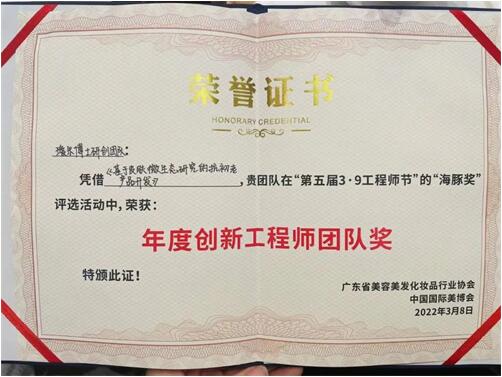 荣誉证书
HONORARY CREDENTIAL
瑷尔博士研创团队：
凭借《基于皮肤微生态研究的抗初老产品开发》，贵团队在“第五届3·9工程师节”的“海豚奖”
评选活动中，荣获：
年度创新工程师团队奖
特颁此证！
广东省美容美发化妆品行业协会
中国国际美博会
2022年3月8日